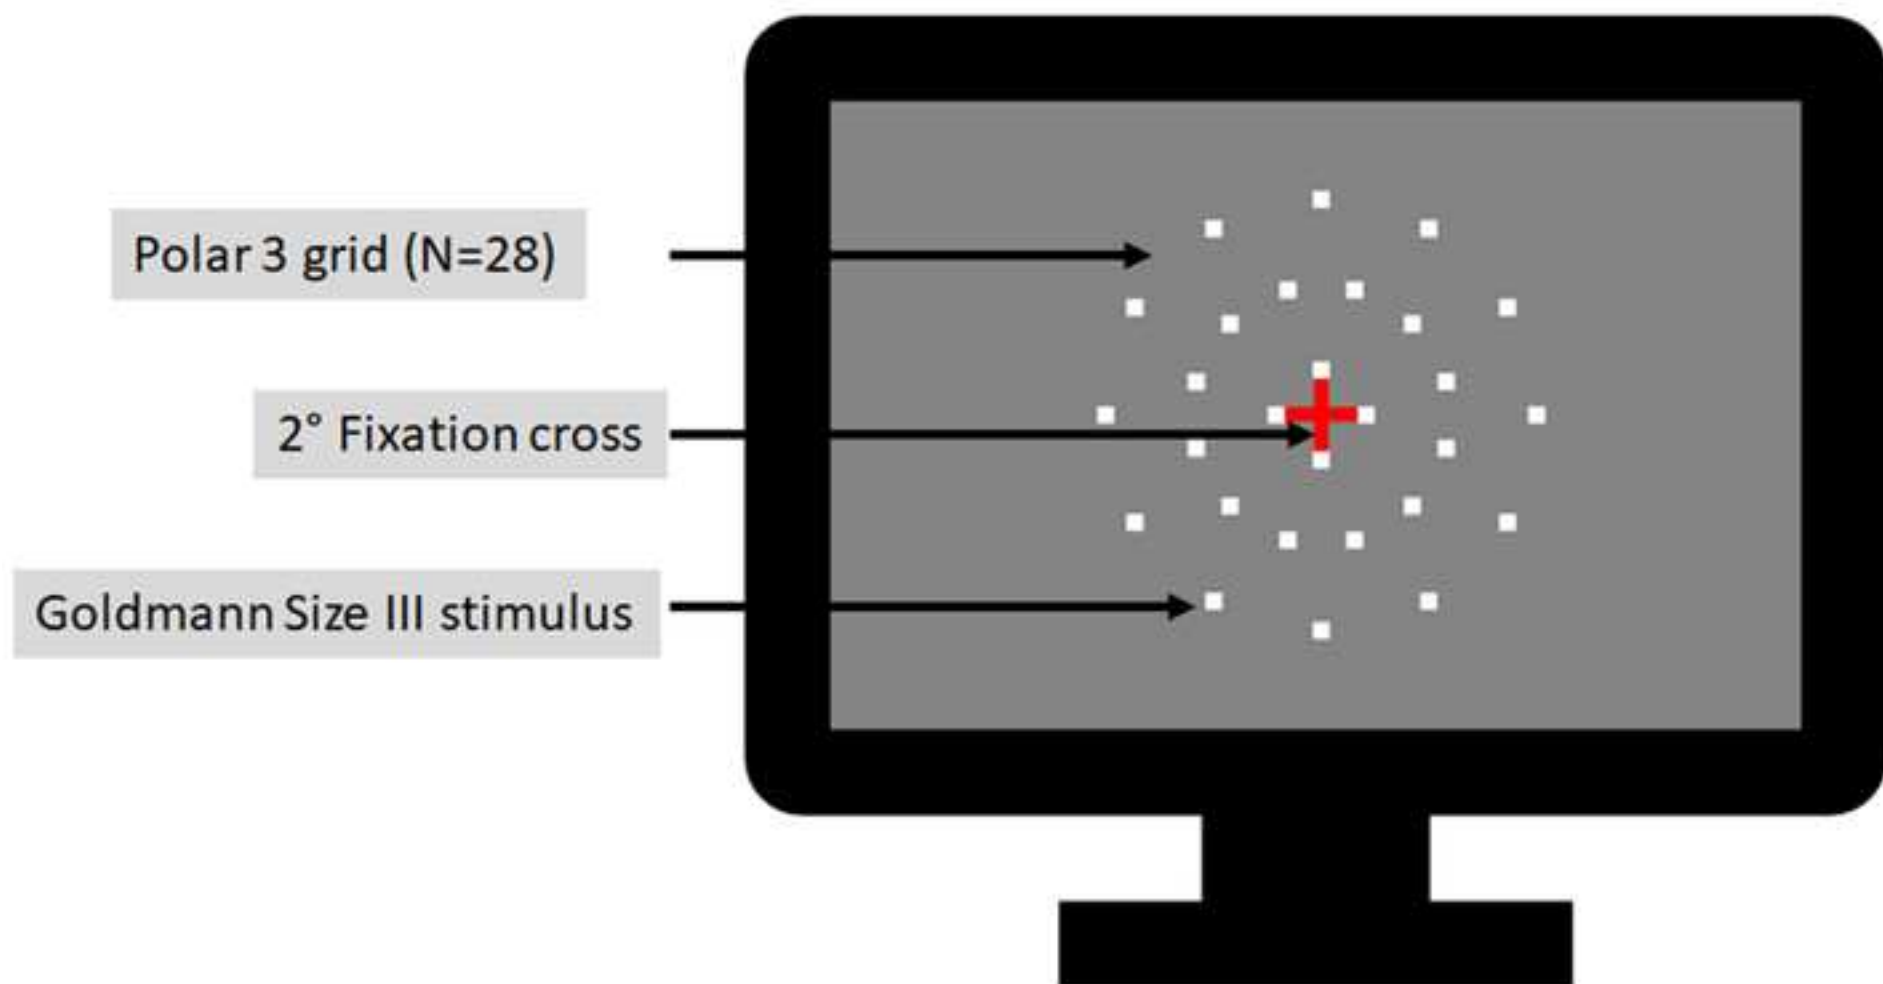 Polar 3 grid (N=28)
2° Fixation cross
Goldmann Size III stimulus